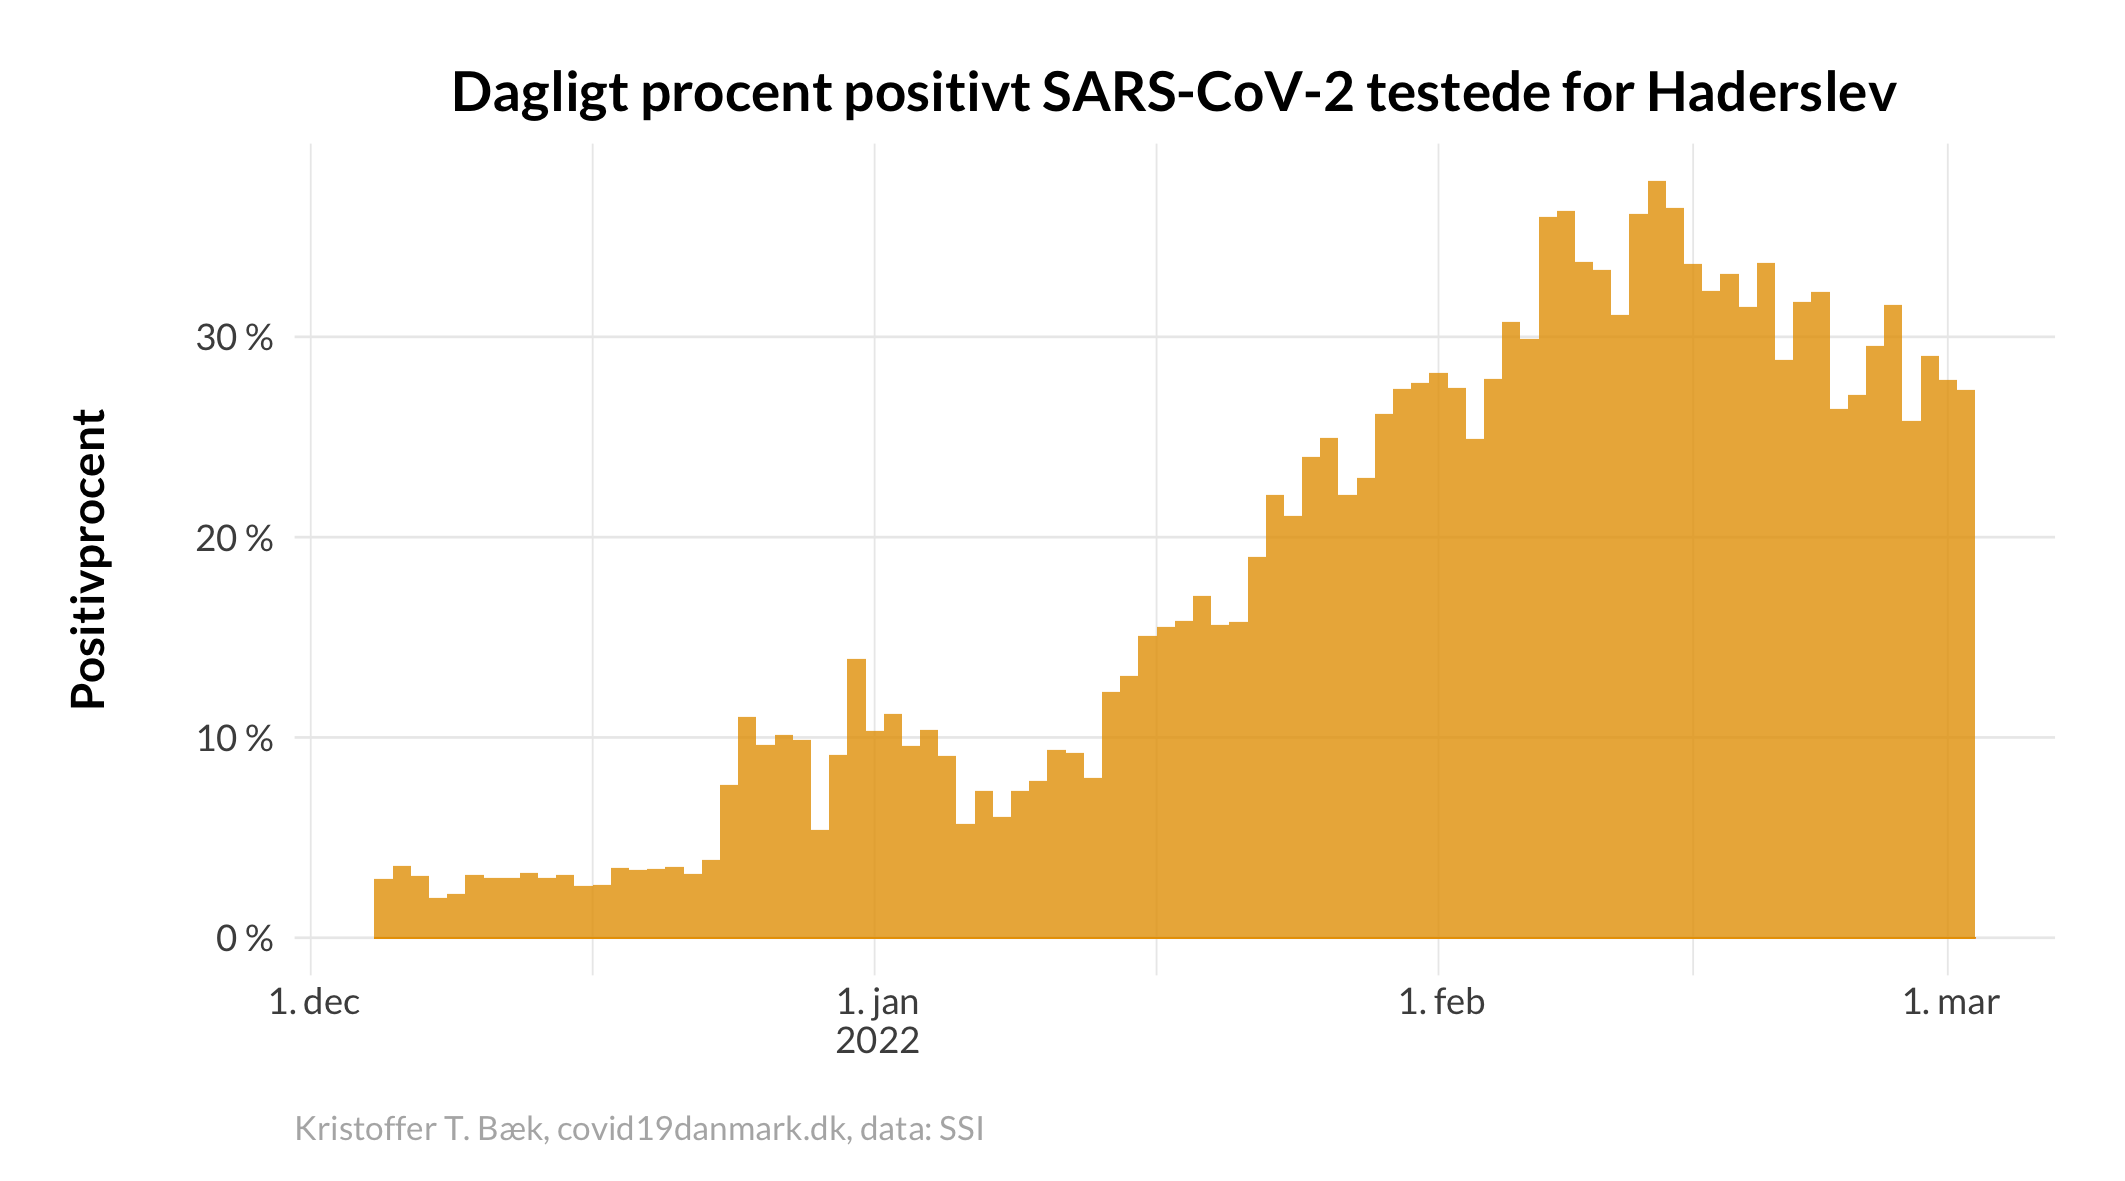 Dagligt procent positivt SARS-CoV-2 testede for Haderslev
Positivprocent
30 %
20 %
10 %
0 %
1. dec
1. jan
2022
1. feb
1. mar
Kristoffer T. Bæk, covid19danmark.dk, data: SSI